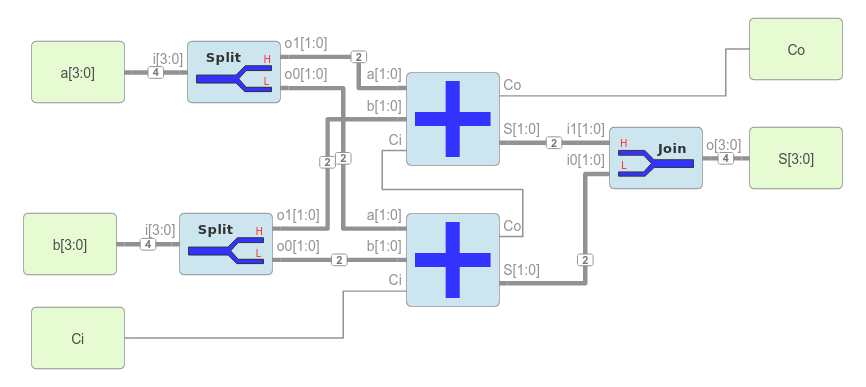 a[3:0]
i[3:0]
4
Split
H
L
o1[1:0]
o0[1:0]
2
a[1:0]
b[1:0]
Ci
Co
S[1:0]
2
i1[1:0]
i0[1:0]
H
L
Join
o[3:0]
4
Co
S[3:0]
2
2
b[3:0]
i[3:0]
4
Split
H
L
o1[1:0]
o0[1:0]
2
a[1:0]
b[1:0]
Ci
Co
S[1:0]
2
Ci